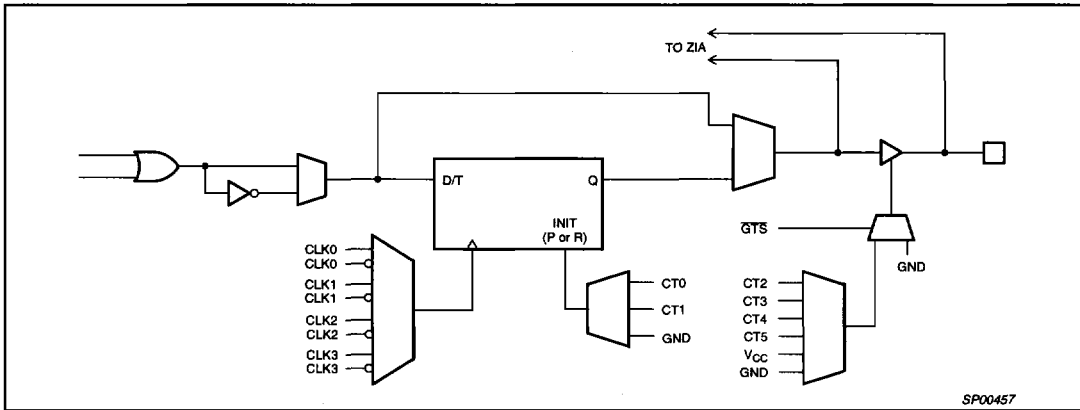 TO ZIA
D/T
Q
INIT
(P or R)
GTS
GND
CLK0
CLK0
CLK1
CLK1
CLK2
CLK2
CLK3
CLK3
CT0
CT1
GND
CT2
CT3
CT4
CT5
VCC
GND
SP00457